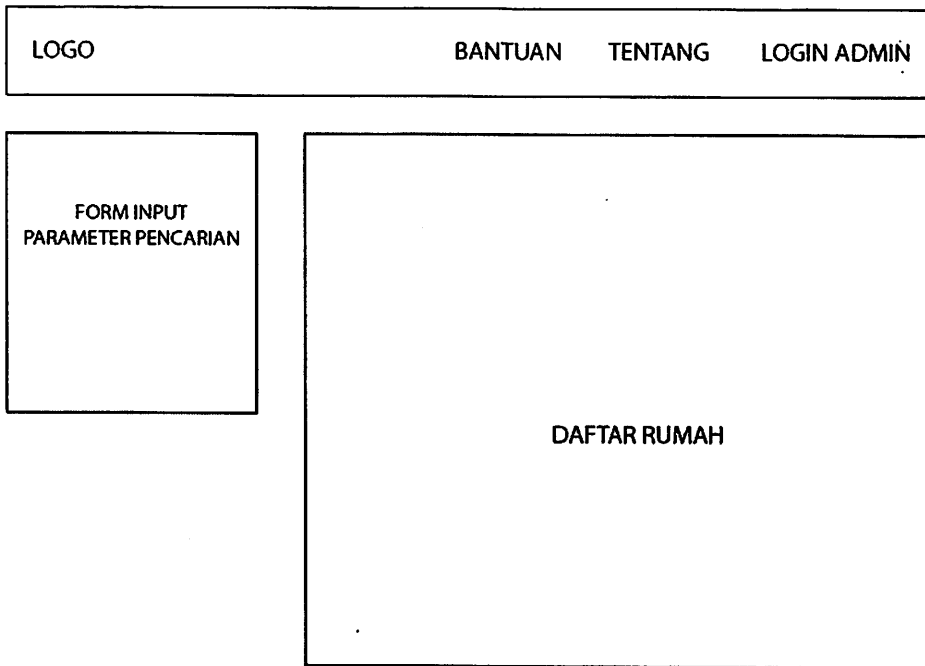 LOGO BANTUAN TENTANG LOGIN ADMIN
FORM INPUT
PARAMETER PENCARIAN
DAFTAR RUMAH